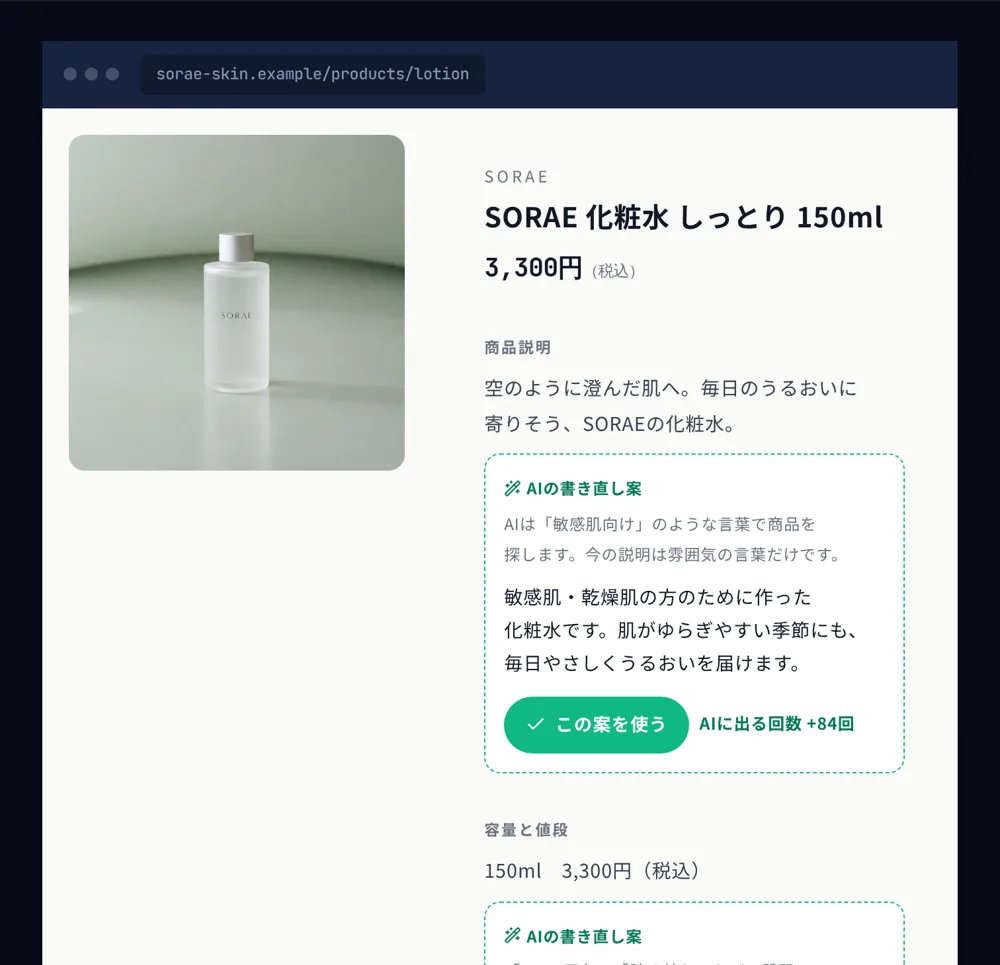 sorae-skin.example/products/lotion
SORAE
SORAE
SORAE 化粧水 しっとり 150ml
3,300円 (税込)
商品説明
空のように澄んだ肌へ。毎日のうるおいに
寄りそう、SORAEの化粧水。
AIの書き直し案
AIは「敏感肌向け」のような言葉で商品を
探します。今の説明は雰囲気の言葉だけです。
敏感肌・乾燥肌の方のために作った
化粧水です。肌がゆらぎやすい季節にも、
毎日やさしくうるおいを届けます。
この案を使う AIに出る回数 +84回
容量と値段
150ml 3,300円（税込）
AIの書き直し案